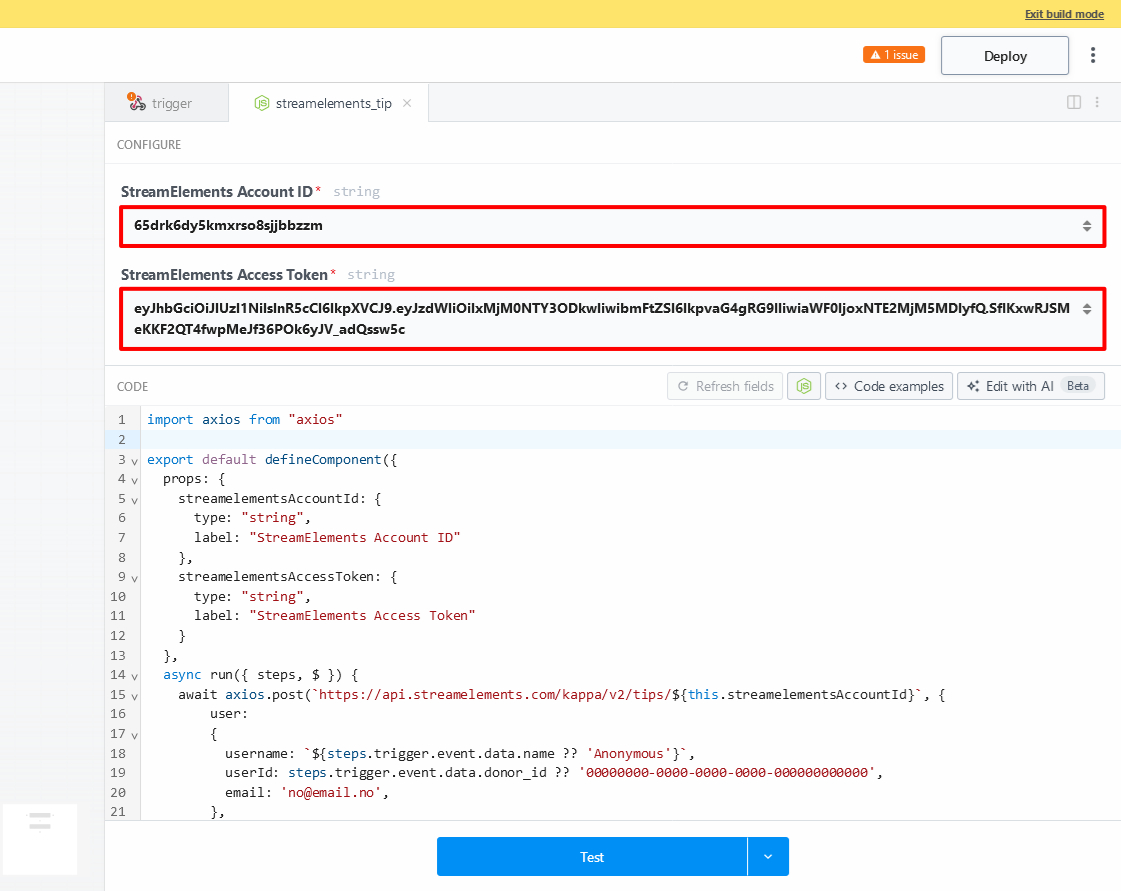 Exit build mode
1 issue
Deploy
trigger
streamelements_tip
CONFIGURE
StreamElements Account ID* string
65drk6dy5kmxrso8sjjbbzzm
StreamElements Access Token* string
eyJhbGciOiJIUzI1NiIsInR5cCI6IkpXVCJ9.eyJzdWIiOiIxMjM0NTY3ODkwIiwibmFtZSI6IkpvaG4gRG9lIiwiaWF0IjoxNTE2MjM5MDIyfQ.SflKxwRJSM
eKKF2QT4fwpMeJf36POk6yJV_adQssw5c
CODE
Refresh fields
Code examples
Edit with AI Beta
1 import axios from "axios"
2
3 export default defineComponent({
4   props: {
5     streamelementsAccountId: {
6       type: "string",
7       label: "StreamElements Account ID"
8     },
9     streamelementsAccessToken: {
10       type: "string",
11       label: "StreamElements Access Token"
12     }
13   },
14   async run({ steps, $ }) {
15     await axios.post(`https://api.streamelements.com/kappa/v2/tips/${this.streamelementsAccountId}`, {
16         user:
17         {
18           username: `${steps.trigger.event.data.name ?? 'Anonymous'}`,
19           userId: steps.trigger.event.data.donor_id ?? '00000000-0000-0000-0000-000000000000',
20           email: 'no@email.no',
21         },
Test